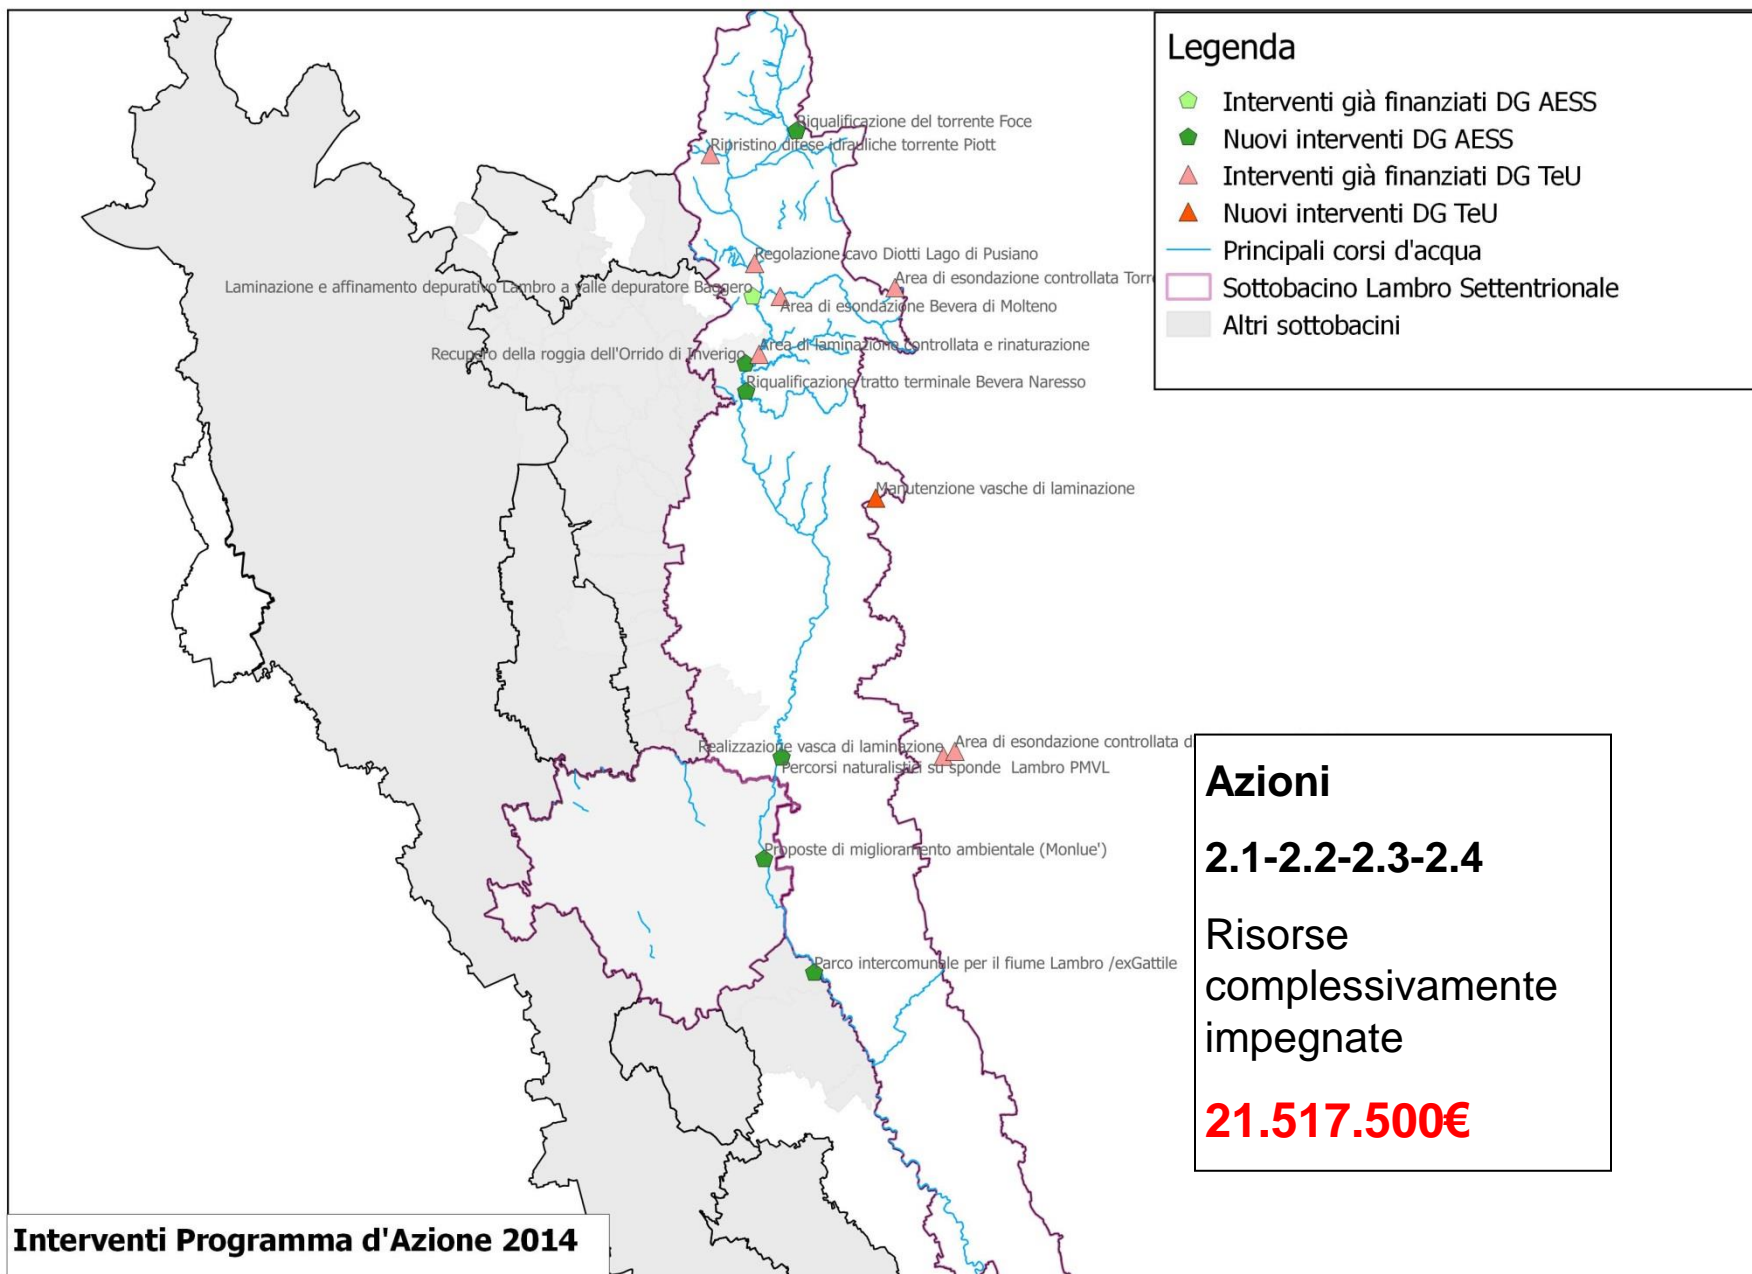 Legenda
Interventi già finanziati DG AESS
Nuovi interventi DG AESS
Interventi già finanziati DG TeU
Nuovi interventi DG TeU
Principali corsi d'acqua
Sottobacino Lambro Settentrionale
Altri sottobacini
Riqualificazione del torrente Foce
Ripristino difese idrauliche torrente Piott
Regolazione cavo Diotti Lago di Pusiano
Area di esondazione controllata Torre
Laminazione e affinamento depurativo Lambro a valle depuratore Baggero
Area di esondazione Bevera di Molteno
Area di laminazione controllata e rinaturazione
Recupero della roggia dell'Orrido di Inverigo
Riqualificazione tratto terminale Bevera Naresso
Manutenzione vasche di laminazione
Area di esondazione controllata d
Realizzazione vasca di laminazione
Percorsi naturalistici su sponde Lambro PMVL
Proposte di miglioramento ambientale (Monlue')
Parco intercomunale per il fiume Lambro /exGattile
Azioni
2.1-2.2-2.3-2.4
Risorse
complessivamente
impegnate
21.517.500€
Interventi Programma d'Azione 2014